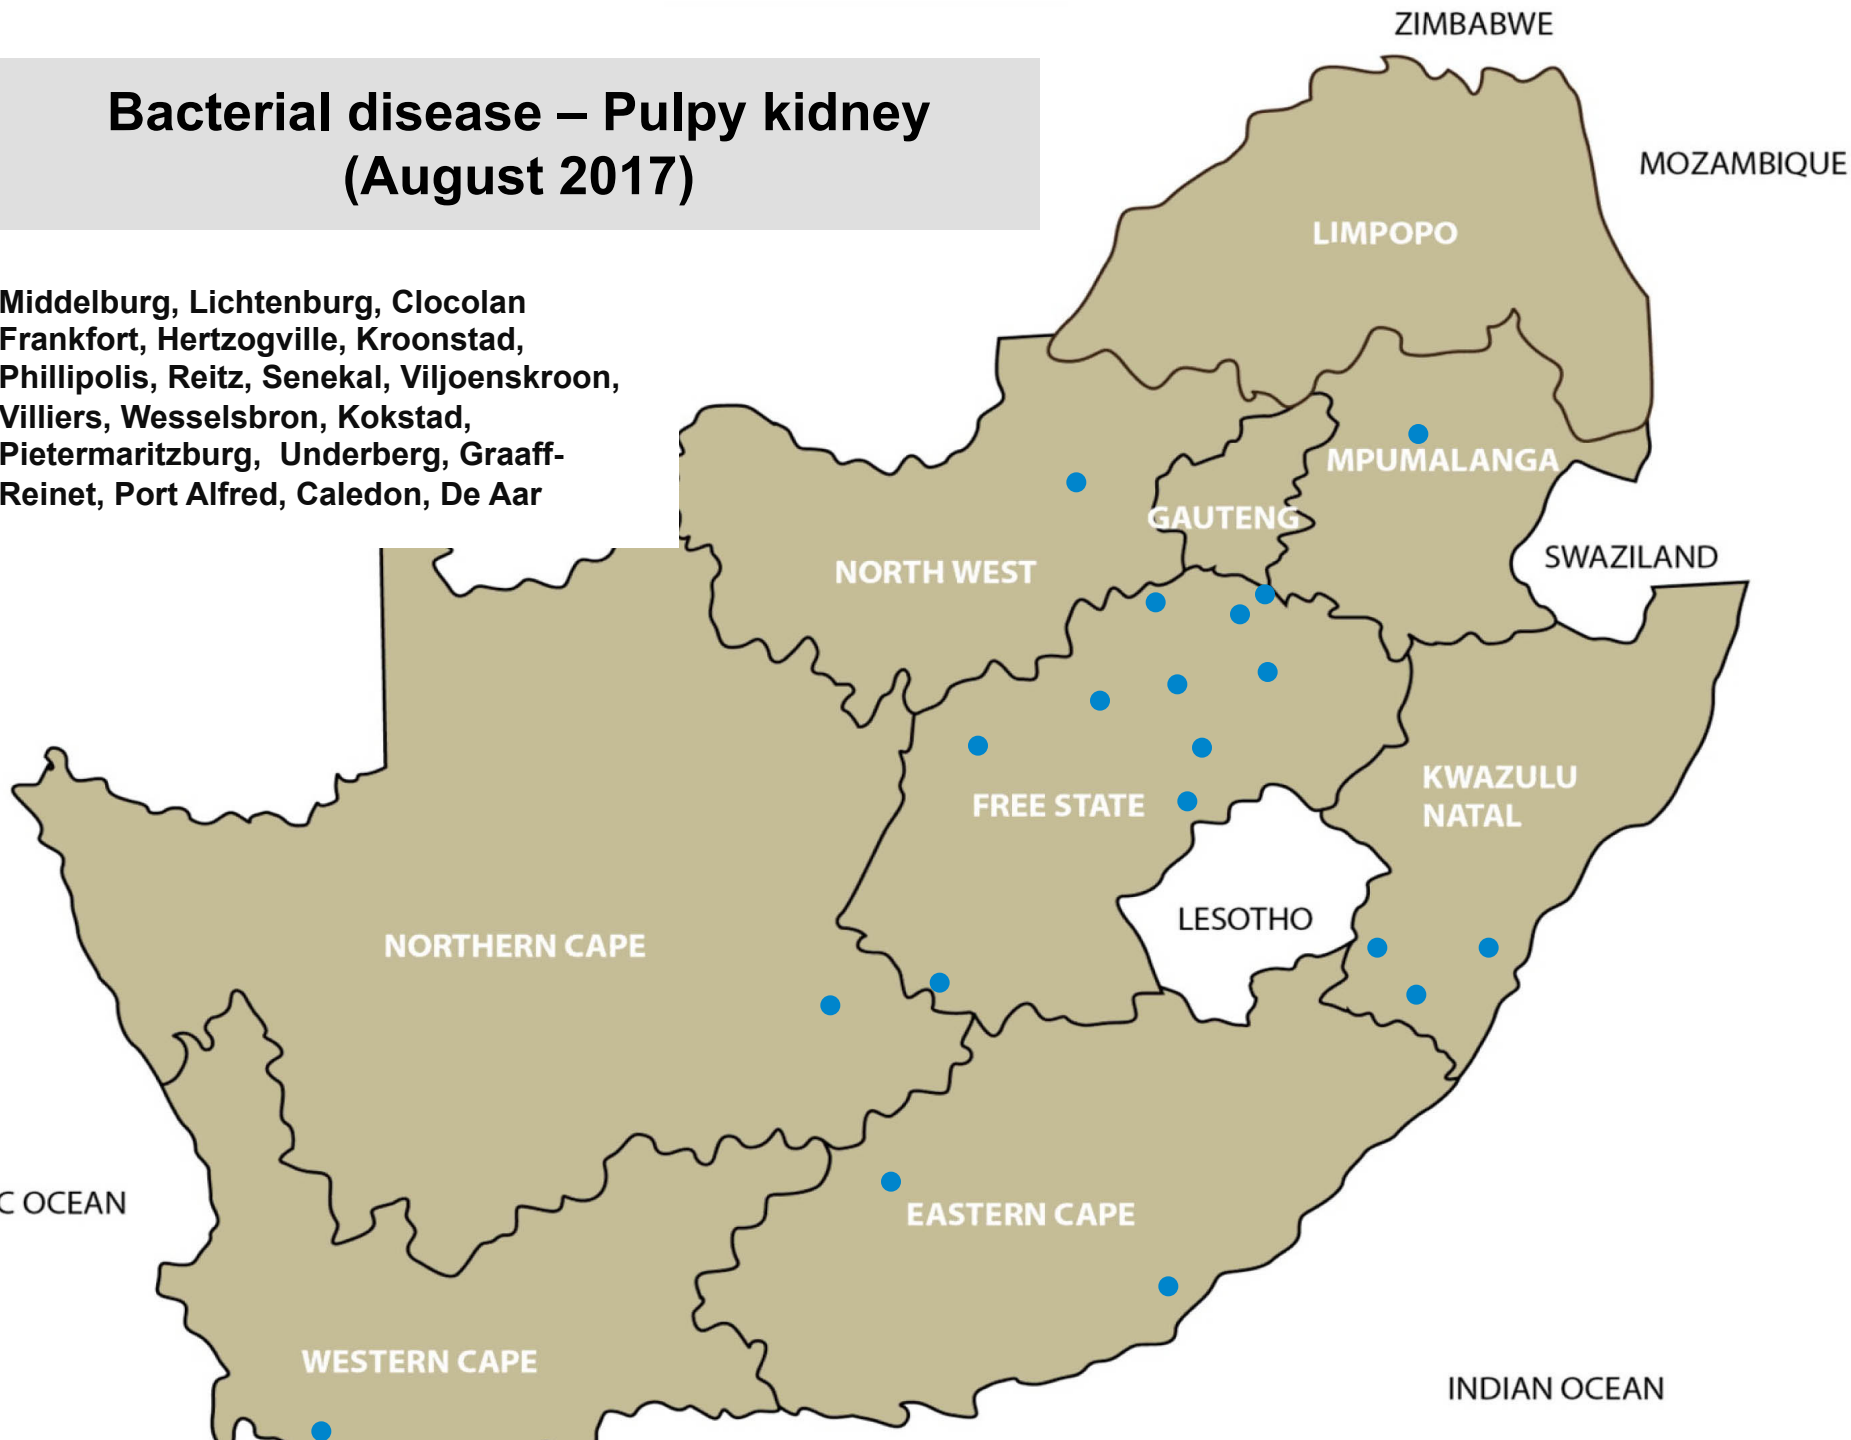 ZIMBABWE
Bacterial disease – Pulpy kidney
(August 2017)
MOZAMBIQUE
LIMPOPO
Middelburg, Lichtenburg, Clocolan
Frankfort, Hertzogville, Kroonstad,
Phillipolis, Reitz, Senekal, Viljoenskroon,
Villiers, Wesselsbron, Kokstad,
Pietermaritzburg, Underberg, Graaff-
Reinet, Port Alfred, Caledon, De Aar
MPUMALANGA
GAUTENG
NORTH WEST
SWAZILAND
KWAZULU
NATAL
FREE STATE
LESOTHO
NORTHERN CAPE
C OCEAN
EASTERN CAPE
WESTERN CAPE
INDIAN OCEAN